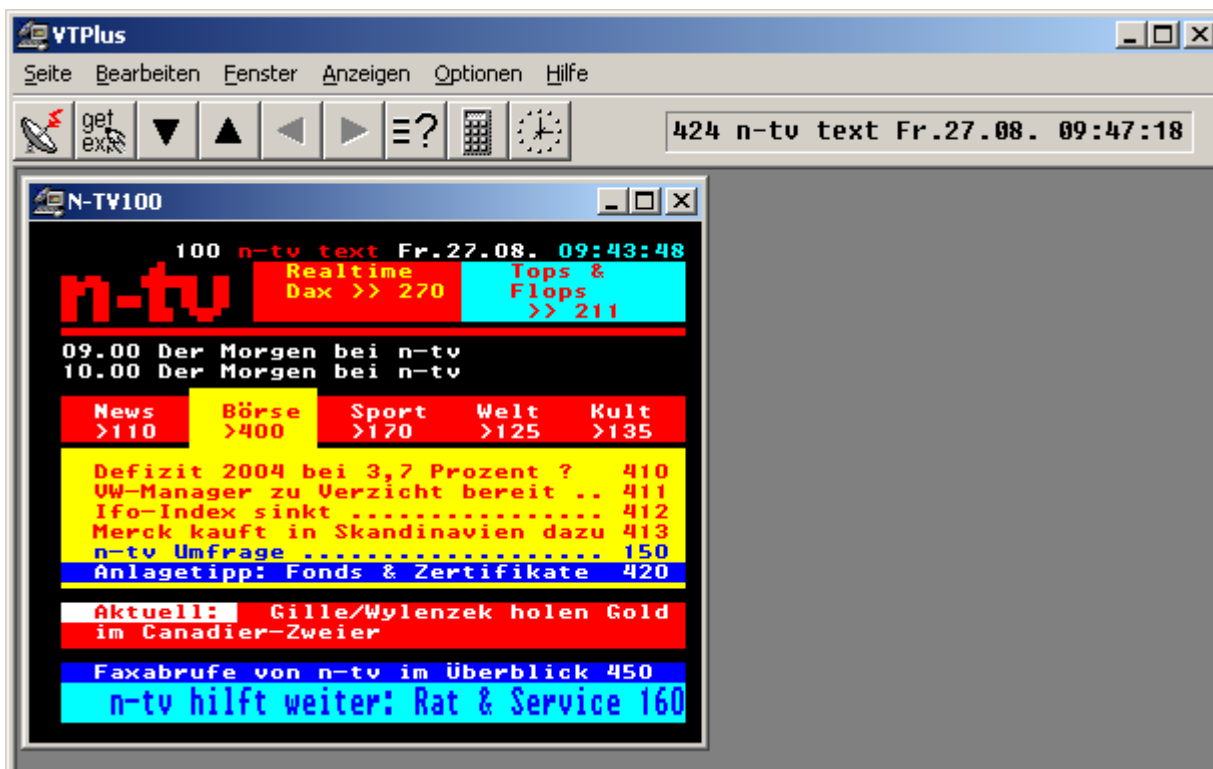 VTPlus
Seite Bearbeiten Fenster Anzeigen Optionen Hilfe
get
ex
424 n-tv text Fr.27.08. 09:47:18
N-TV100
100 n-tv text Fr.27.08. 09:43:48
n-tv
Realtime
Dax >> 270
Tops &
Flops
>> 211
09.00 Der Morgen bei n-tv
10.00 Der Morgen bei n-tv
News Börse Sport Welt Kult
>110 >400 >170 >125 >135
Defizit 2004 bei 3,7 Prozent ? 410
VW-Manager zu Verzicht bereit .. 411
Ifo-Index sinkt ................ 412
Merck kauft in Skandinavien dazu 413
n-tv Umfrage ................... 150
Anlagetipp: Fonds & Zertifikate 420
Aktuell: Gille/Wylenzek holen Gold
im Canadier-Zweier
Faxabrufe von n-tv im Überblick 450
n-tv hilft weiter: Rat & Service 160